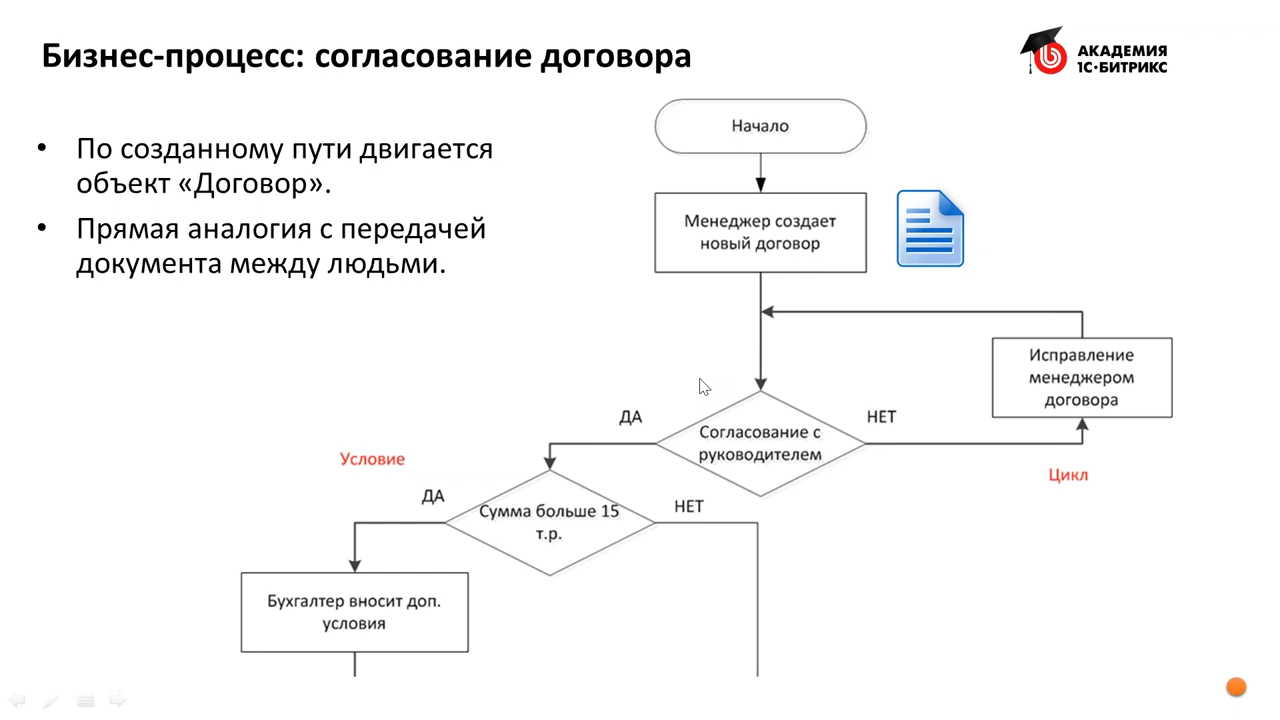 Бизнес-процесс: согласование договора
АКАДЕМИЯ
1С·БИТРИКС
• По созданному пути двигается
объект «Договор».
• Прямая аналогия с передачей
документа между людьми.
Начало
Менеджер создает
новый договор
Исправление
менеджером
договора
ДА
НЕТ
Согласование с
руководителем
Условие
Цикл
ДА
НЕТ
Сумма больше 15
т.р.
Бухгалтер вносит доп.
условия